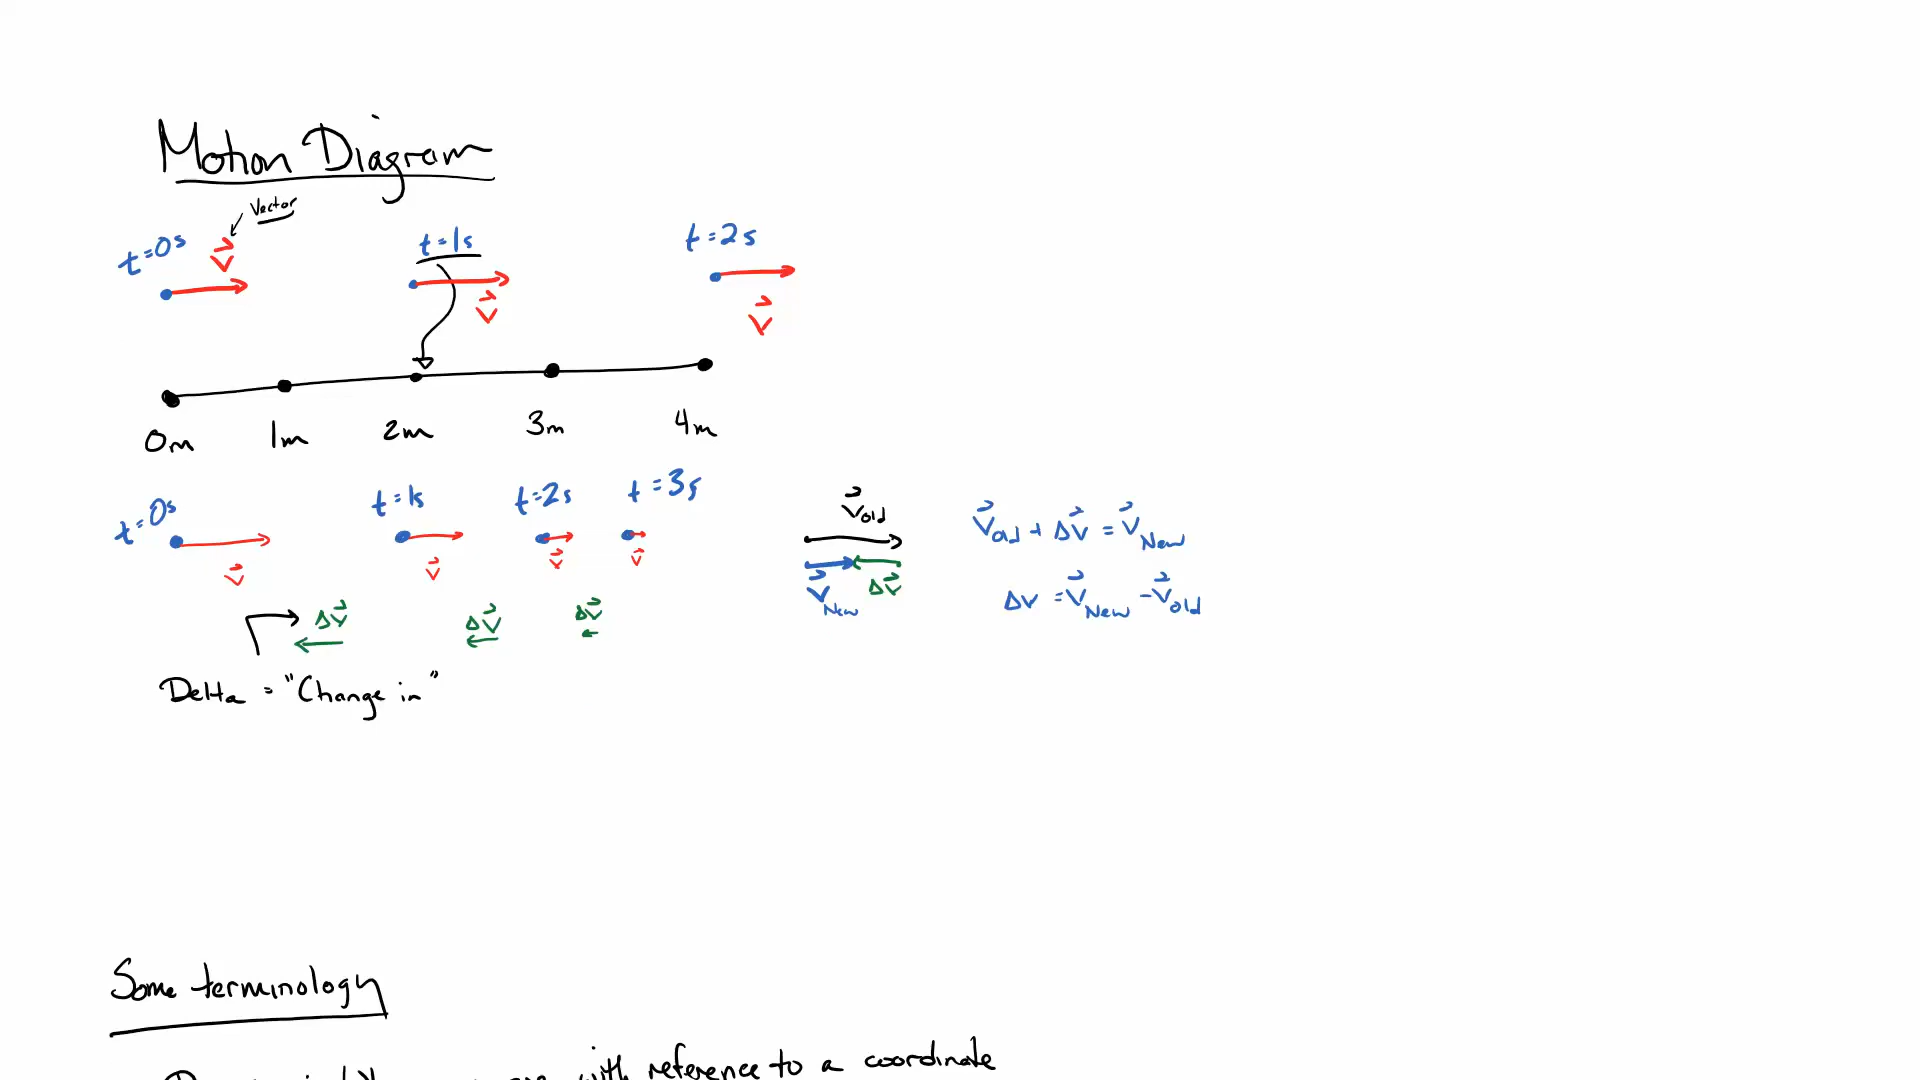 Motion Diagram
Vector
t=0s v⃗ t=1s t=2s
v⃗ v⃗
0m 1m 2m 3m 4m
t=0s t=1s t=2s t=3s
v⃗ v⃗ v⃗ v⃗
V⃗old
V⃗New ΔV⃗
V⃗old + ΔV⃗ = V⃗New
ΔV = V⃗New - V⃗old
ΔV⃗ ΔV⃗ ΔV⃗
Delta = "Change in"
Some terminology
with reference to a coordinate